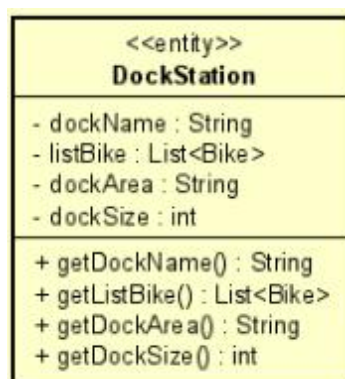 <<entity>>
DockStation
- dockName : String
- listBike : List<Bike>
- dockArea : String
- dockSize : int
+ getDockName() : String
+ getListBike() : List<Bike>
+ getDockArea() : String
+ getDockSize() : int